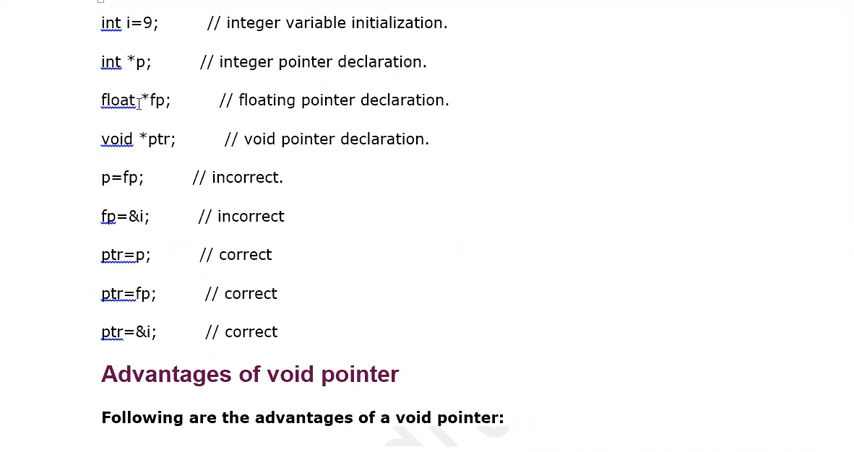 int i=9; // integer variable initialization.
int *p; // integer pointer declaration.
float *fp; // floating pointer declaration.
void *ptr; // void pointer declaration.
p=fp; // incorrect.
fp=&i; // incorrect
ptr=p; // correct
ptr=fp; // correct
ptr=&i; // correct
Advantages of void pointer
Following are the advantages of a void pointer: